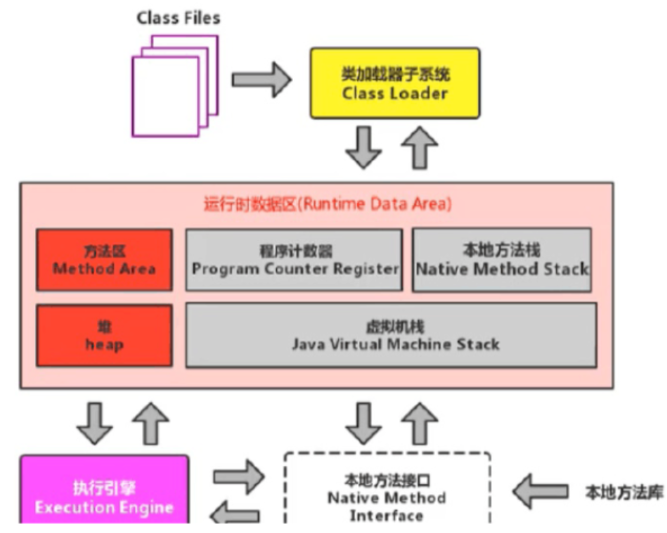 Class Files
类加载器子系统
Class Loader
运行时数据区(Runtime Data Area)
方法区
Method Area
程序计数器
Program Counter Register
本地方法栈
Native Method Stack
堆
heap
虚拟机栈
Java Virtual Machine Stack
执行引擎
Execution Engine
本地方法接口
Native Method
Interface
本地方法库